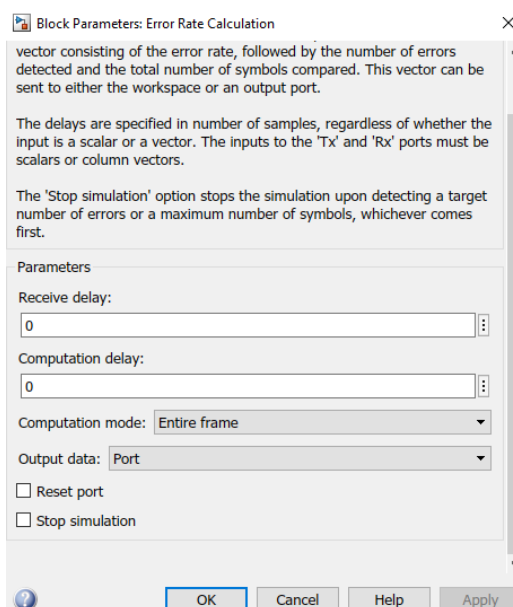 Block Parameters: Error Rate Calculation
vector consisting of the error rate, followed by the number of errors
detected and the total number of symbols compared. This vector can be
sent to either the workspace or an output port.
The delays are specified in number of samples, regardless of whether the
input is a scalar or a vector. The inputs to the 'Tx' and 'Rx' ports must be
scalars or column vectors.
The 'Stop simulation' option stops the simulation upon detecting a target
number of errors or a maximum number of symbols, whichever comes
first.
Parameters
Receive delay:
0
Computation delay:
0
Computation mode: Entire frame
Output data: Port
Reset port
Stop simulation
? OK Cancel Help Apply